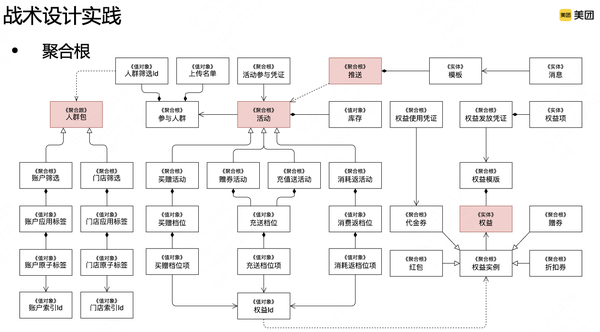 战术设计实践
美团 美团
• 聚合根
《值对象》
人群筛选Id
《值对象》
上传名单
《聚合根》
活动参与凭证
《聚合根》
推送
《实体》
模板
《实体》
消息
《聚合跟》
人群包
《聚合根》
参与人群
《聚合根》
活动
《值对象》
库存
《聚合根》
权益使用凭证
《聚合根》
权益发放凭证
《实体》
权益项
《聚合跟》
账户筛选
《聚合跟》
门店筛选
《聚合根》
买赠活动
《聚合根》
赠券活动
《聚合根》
充值送活动
《聚合根》
消耗返活动
《聚合根》
权益模版
《值对象》
账户应用标签
《值对象》
门店应用标签
《值对象》
买赠档位
《值对象》
充送档位
《值对象》
消费返档位
《聚合根》
代金券
《实体》
权益
《聚合根》
赠券
《值对象》
账户原子标签
《值对象》
门店原子标签
《值对象》
买赠档位项
《值对象》
充送档位项
《值对象》
消耗返档位项
《聚合根》
红包
《聚合根》
权益实例
《聚合根》
折扣券
《值对象》
账户索引Id
《值对象》
门店索引Id
《值对象》
权益Id